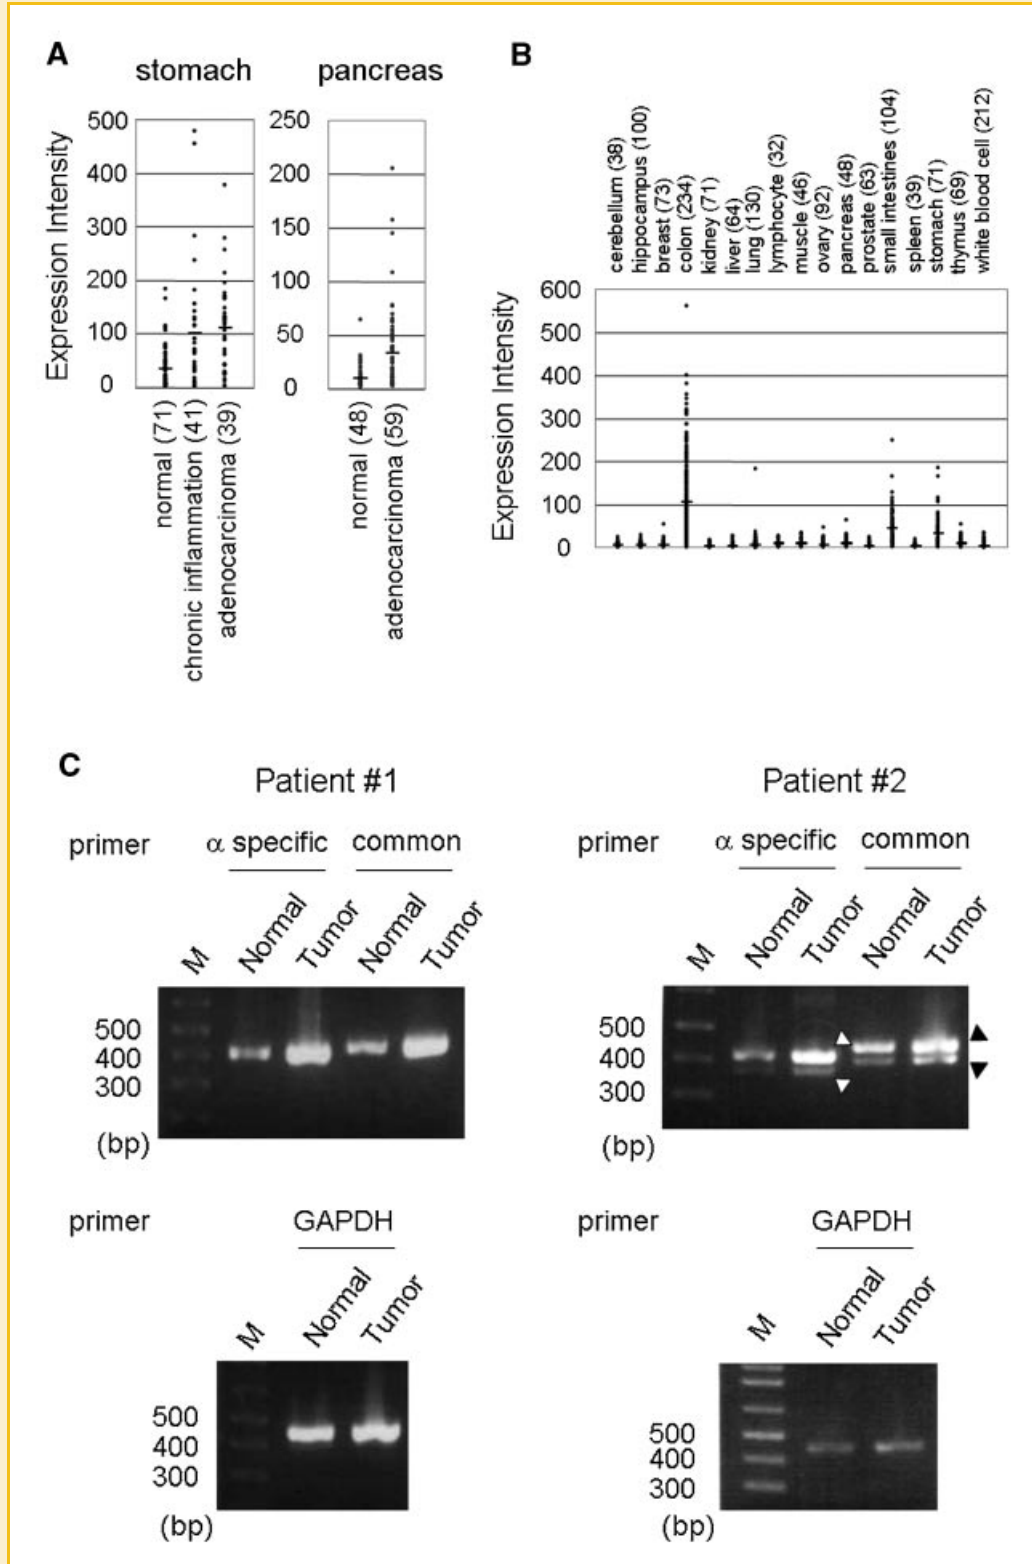 A
stomach
pancreas
Expression Intensity
500
400
300
200
100
0
normal (71)
chronic inflammation (41)
adenocarcinoma (39)
250
200
150
100
50
0
normal (48)
adenocarcinoma (59)
B
cerebellum (38)
hippocampus (100)
breast (73)
colon (234)
kidney (71)
liver (64)
lung (130)
lymphocyte (32)
muscle (46)
ovary (92)
pancreas (48)
prostate (63)
small intestines (104)
spleen (39)
stomach (71)
thymus (69)
white blood cell (212)
Expression Intensity
600
500
400
300
200
100
0
C
Patient #1
primer
α specific
common
M
Normal
Tumor
Normal
Tumor
500
400
300
(bp)
primer
GAPDH
M
Normal
Tumor
500
400
300
(bp)
Patient #2
primer
α specific
common
M
Normal
Tumor
Normal
Tumor
500
400
300
(bp)
primer
GAPDH
M
Normal
Tumor
500
400
300
(bp)